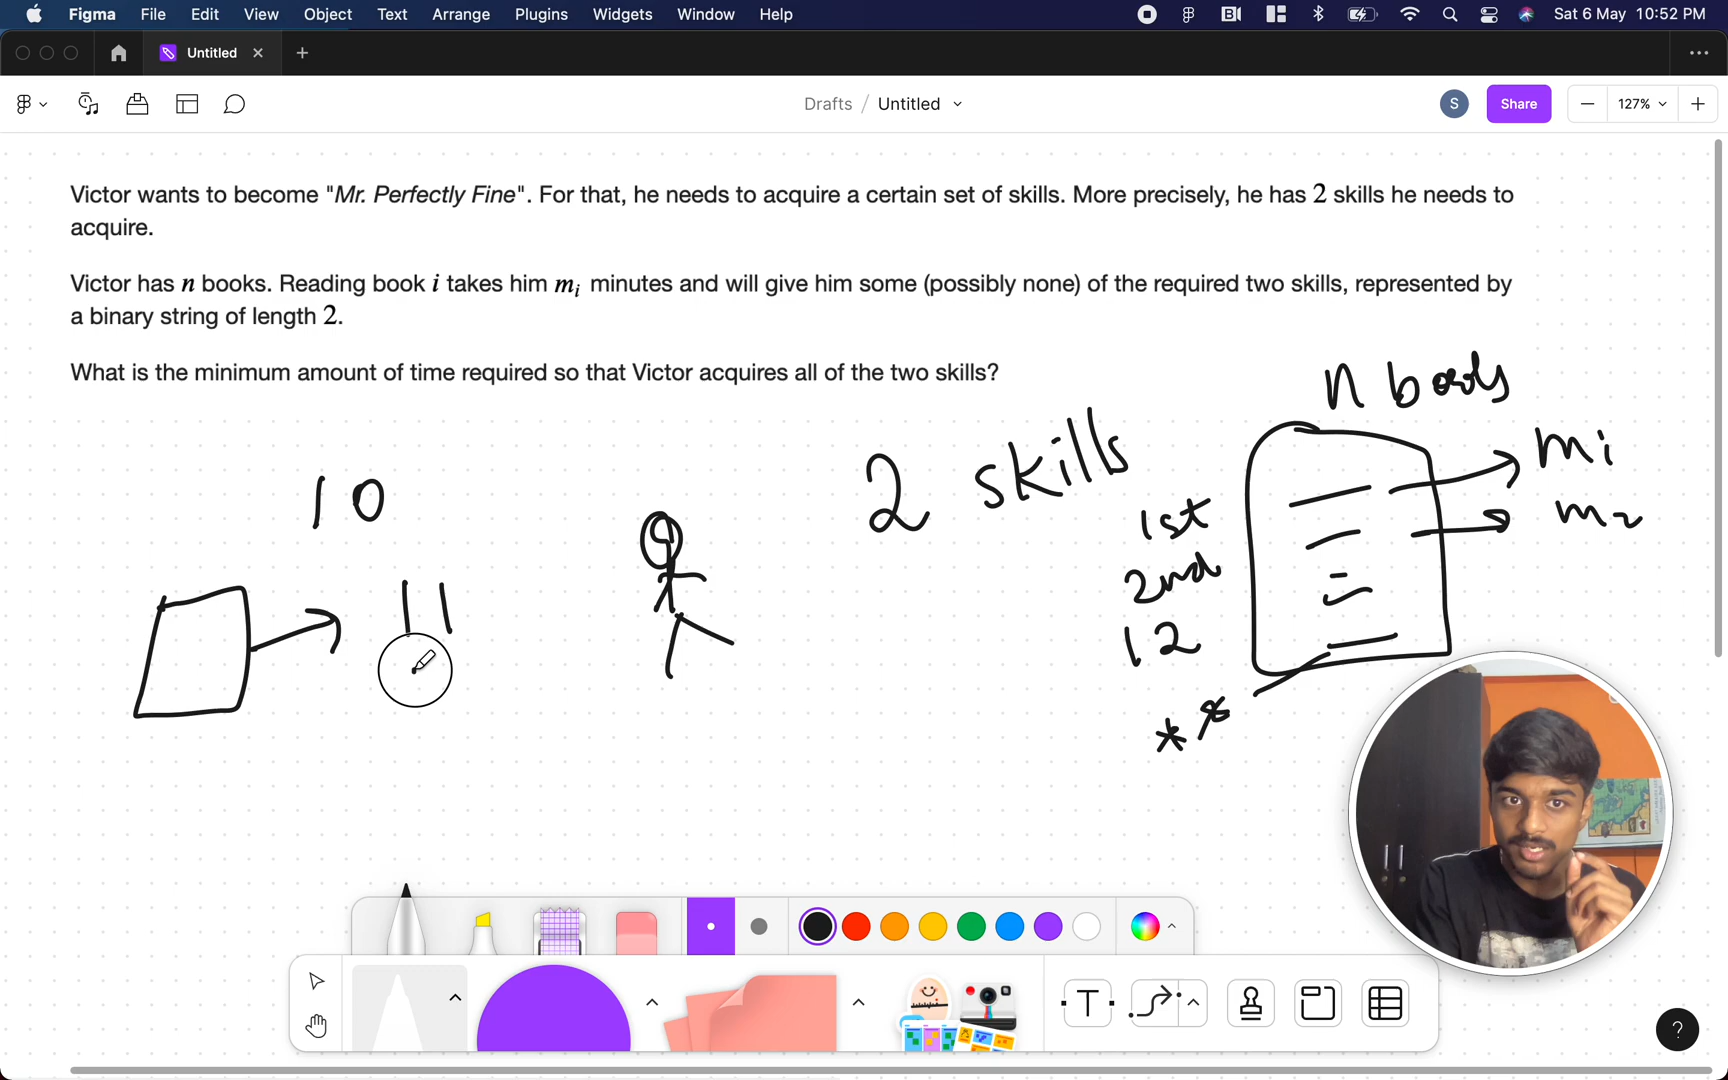 Figma File Edit View Object Text Arrange Plugins Widgets Window Help Sat 6 May 10:52 PM
Untitled
Drafts / Untitled S Share 127%
Victor wants to become "Mr. Perfectly Fine". For that, he needs to acquire a certain set of skills. More precisely, he has 2 skills he needs to
acquire.
Victor has n books. Reading book i takes him mi minutes and will give him some (possibly none) of the required two skills, represented by
a binary string of length 2.
What is the minimum amount of time required so that Victor acquires all of the two skills?
n books
2 skills
mi
m2
10
1st
2nd
11
12
**
T
?